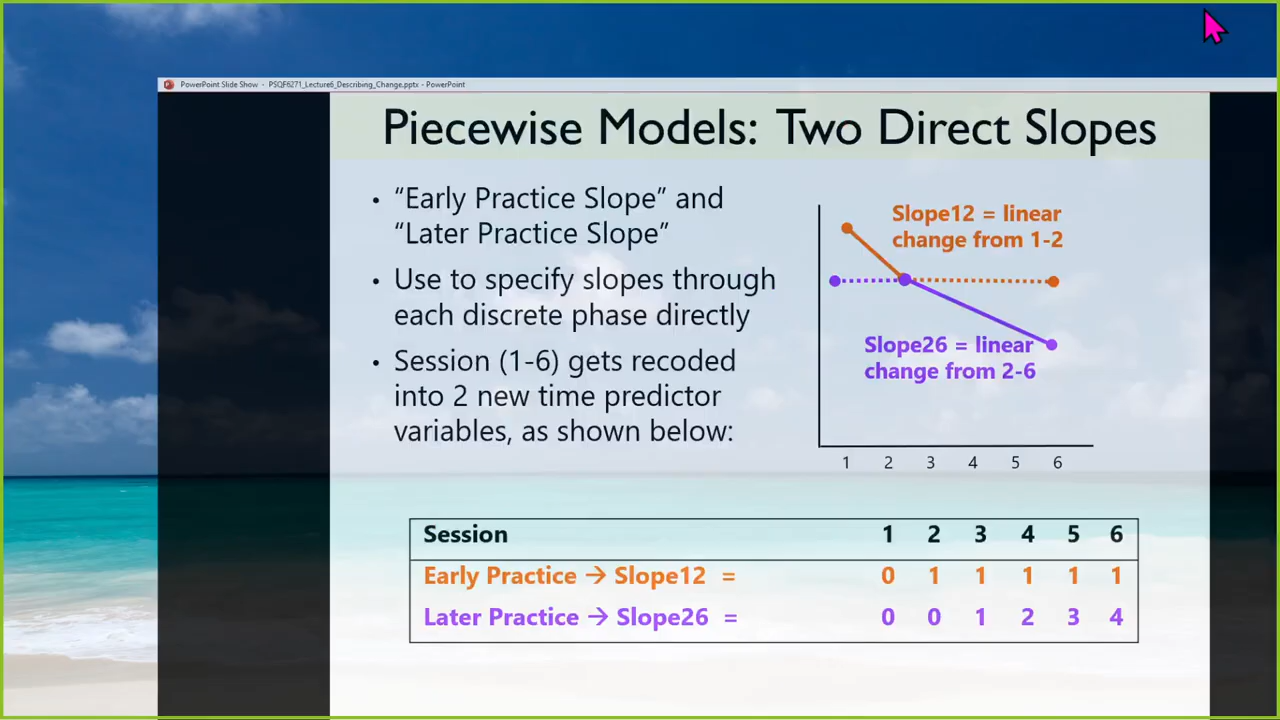 PowerPoint Slide Show - PSQF6271_Lecture6_Describing_Change.pptx - PowerPoint
Piecewise Models: Two Direct Slopes
• “Early Practice Slope” and
“Later Practice Slope”
• Use to specify slopes through
each discrete phase directly
• Session (1-6) gets recoded
into 2 new time predictor
variables, as shown below:
Slope12 = linear
change from 1-2
Slope26 = linear
change from 2-6
1 2 3 4 5 6
Session 1 2 3 4 5 6
Early Practice → Slope12 = 0 1 1 1 1 1
Later Practice → Slope26 = 0 0 1 2 3 4